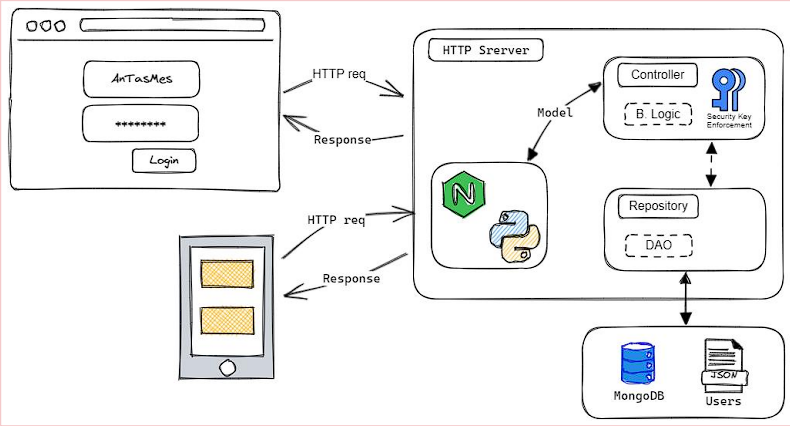 AnTasMes
********
Login
HTTP req
Response
HTTP req
Response
HTTP Srerver
N
Model
Controller
B. Logic
Security Key
Enforcement
Repository
DAO
MongoDB
JSON
Users